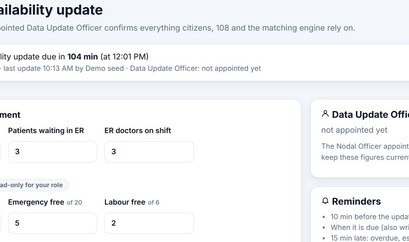 ailability update
pointed Data Update Officer confirms everything citizens, 108 and the matching engine rely on.
lity update due in 104 min (at 12:01 PM)
· last update 10:13 AM by Demo seed · Data Update Officer: not appointed yet
ment
Patients waiting in ER
ER doctors on shift
3
3
ad-only for your role
Emergency free of 20
Labour free of 6
5
2
Data Update Offic
not appointed yet
The Nodal Officer appoint
keep these figures current
Reminders
• 10 min before the updat
• When it is due (also writ
• 15 min late: overdue, es